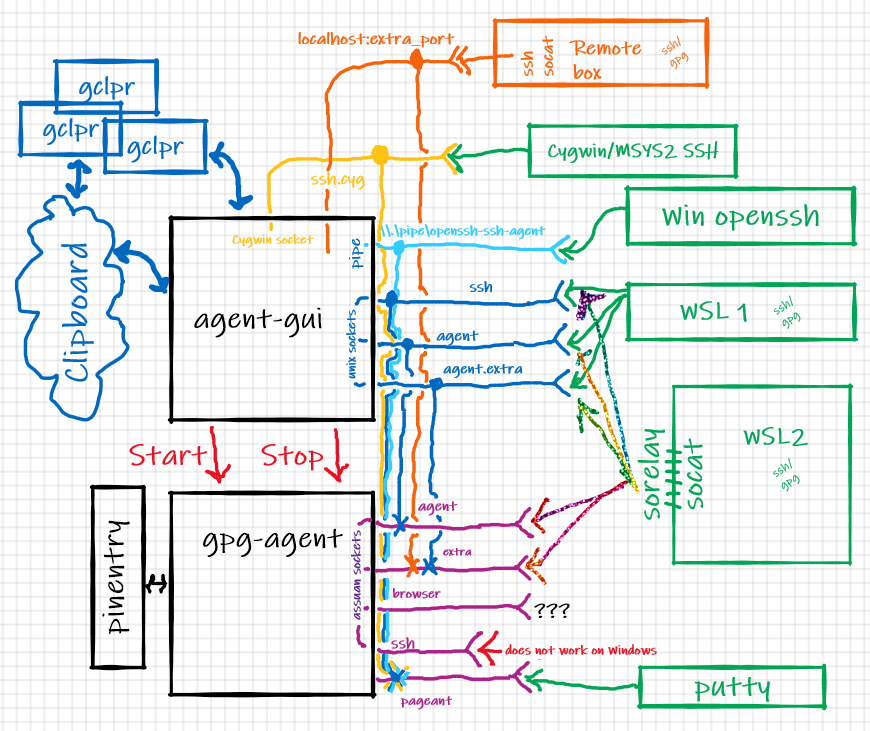 localhost:extra_port
ssh
socat
Remote
box
ssh/
gpg
gclpr
gclpr
gclpr
Cygwin/MSYS2 SSH
ssh.cyg
Cygwin socket
\\.\pipe\openssh-ssh-agent
Win openssh
pipe
Clipboard
agent-gui
unix sockets
ssh
agent
agent.extra
WSL 1
ssh/
gpg
WSL2
ssh/
gpg
sorelay
socat
Start
Stop
pinentry
gpg-agent
assuan sockets
agent
extra
browser
???
ssh
does not work on Windows
pageant
putty